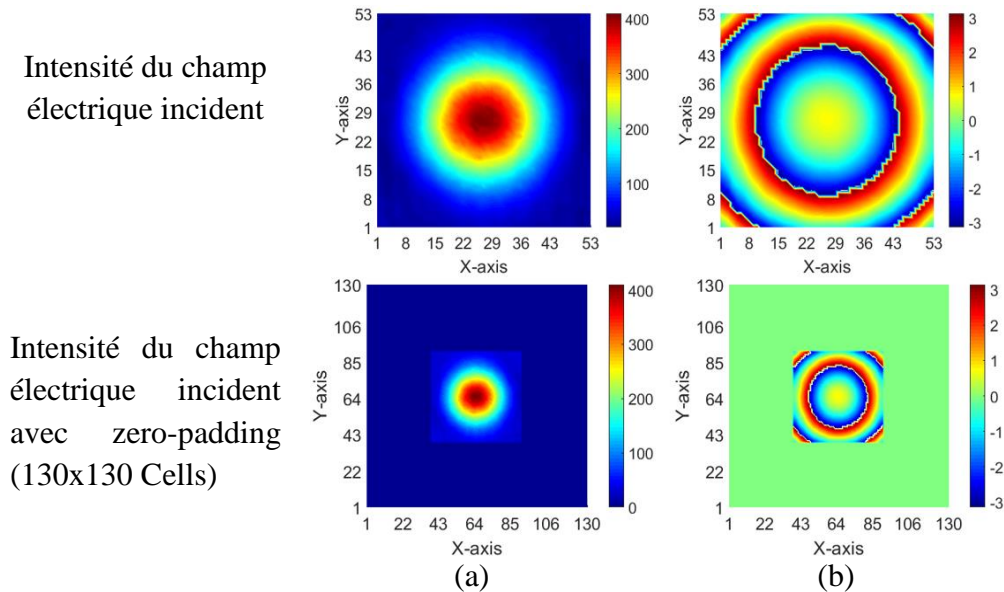 Intensité du champ
électrique incident
53
43
36
29
22
15
8
1
Y-axis
1 8 15 22 29 36 43 53
X-axis
400
300
200
100
53
43
36
29
22
15
8
1
Y-axis
1 8 15 22 29 36 43 53
X-axis
3
2
1
0
-1
-2
-3
Intensité du champ
électrique incident
avec zero-padding
(130x130 Cells)
130
106
85
64
43
22
1
Y-axis
1 22 43 64 85 106 130
X-axis
400
300
200
100
0
130
106
85
64
43
22
1
Y-axis
1 22 43 64 85 106 130
X-axis
3
2
1
0
-1
-2
-3
(a) (b)